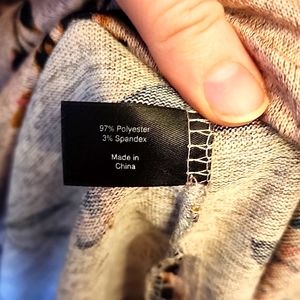 97% Polyester
3% Spandex
Made in
China